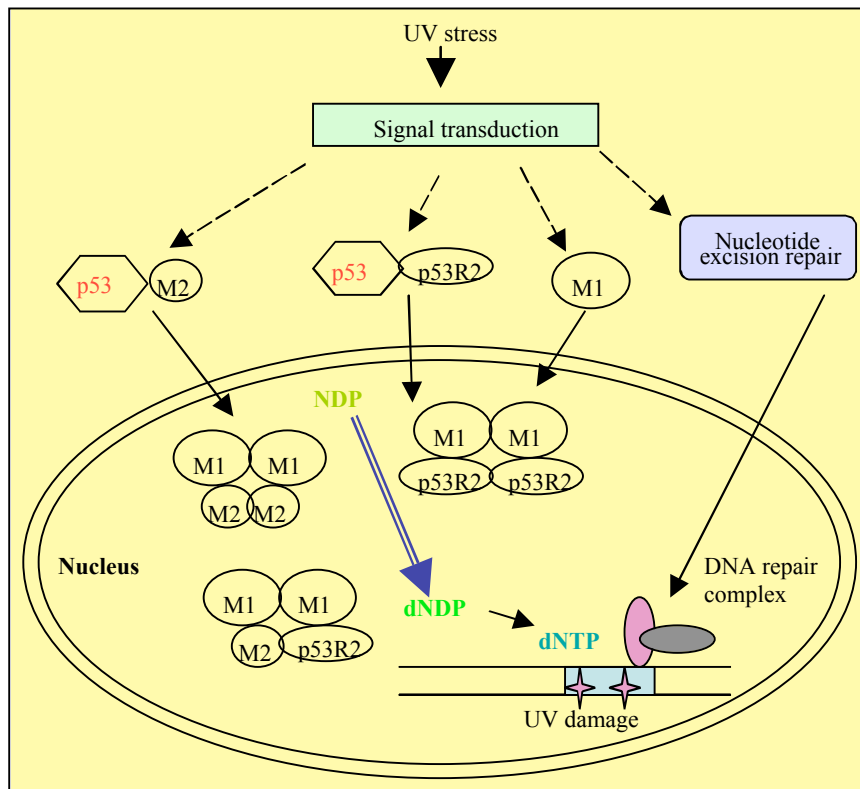 UV stress
Signal transduction
Nucleotide
excision repair
p53
M2
p53
p53R2
M1
NDP
M1
M1
p53R2
p53R2
M1
M1
M2
M2
Nucleus
DNA repair
complex
M1
M1
M2
p53R2
dNDP
dNTP
UV damage